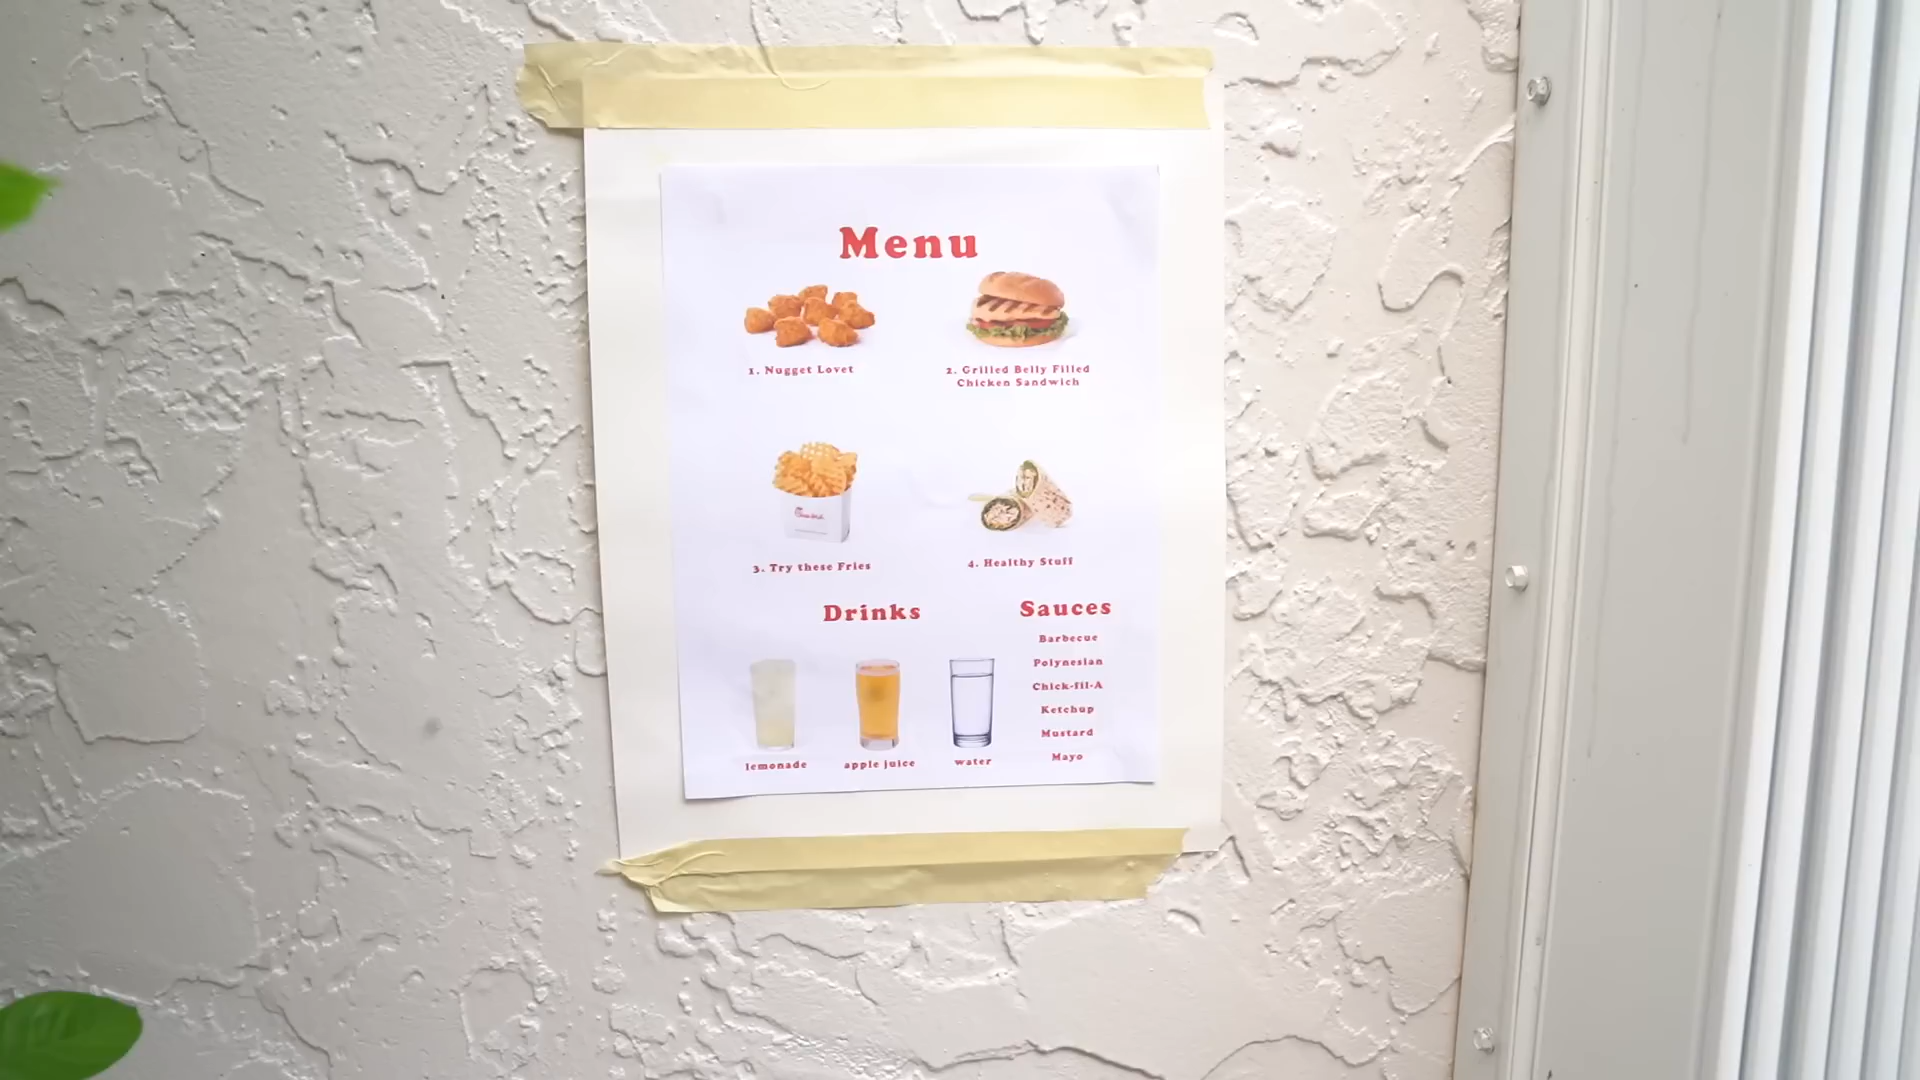 Menu
1. Nugget Lovet
2. Grilled Belly Filled
Chicken Sandwich
3. Try these Fries
4. Healthy Stuff
Drinks
lemonade
apple juice
water
Sauces
Barbecue
Polynesian
Chick-fil-A
Ketchup
Mustard
Mayo